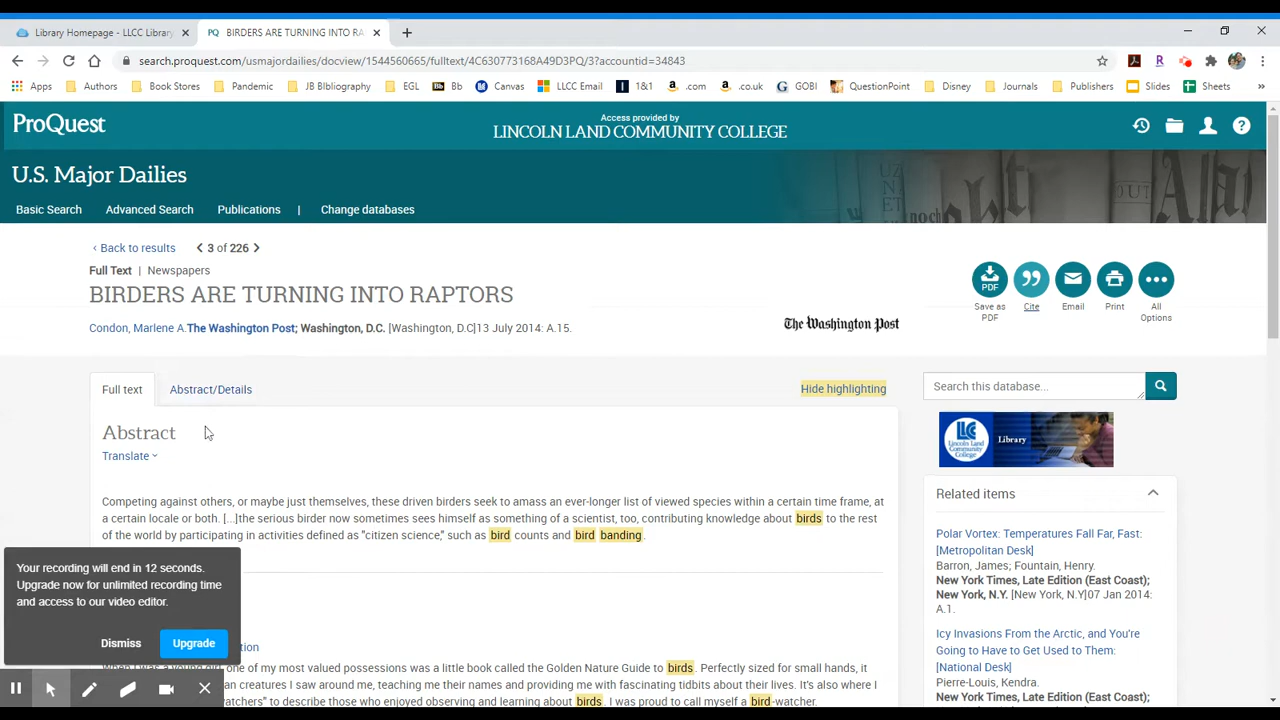 Library Homepage - LLCC Library
PQ BIRDERS ARE TURNING INTO RA
search.proquest.com/usmajordailies/docview/1544560665/fulltext/4C630773168A49D3PQ/3?accountid=34843
Apps Authors Book Stores Pandemic JB BIbliography EGL Bb Bb Canvas LLCC Email 1&1 .com .co.uk GOBI QuestionPoint Disney Journals Publishers Slides Sheets
ProQuest
Access provided by
LINCOLN LAND COMMUNITY COLLEGE
U.S. Major Dailies
Basic Search Advanced Search Publications | Change databases
‹ Back to results 3 of 226
Full Text | Newspapers
BIRDERS ARE TURNING INTO RAPTORS
Condon, Marlene A.The Washington Post; Washington, D.C. [Washington, D.C]13 July 2014: A.15.
The Washington Post
PDF
Save as PDF
Cite
Email
Print
All Options
Full text Abstract/Details Hide highlighting
Abstract
Translate
Competing against others, or maybe just themselves, these driven birders seek to amass an ever-longer list of viewed species within a certain time frame, at
a certain locale or both. [...]the serious birder now sometimes sees himself as something of a scientist, too, contributing knowledge about birds to the rest
of the world by participating in activities defined as "citizen science," such as bird counts and bird banding.
tion
When I was a young girl, one of my most valued possessions was a little book called the Golden Nature Guide to birds. Perfectly sized for small hands, it
an creatures I saw around me, teaching me their names and providing me with fascinating tidbits about their lives. It's also where I
watchers" to describe those who enjoyed observing and learning about birds. I was proud to call myself a bird-watcher.
Your recording will end in 12 seconds.
Upgrade now for unlimited recording time
and access to our video editor.
Dismiss Upgrade
Search this database...
LLCC
Lincoln Land
Community
College
Library
Related items
Polar Vortex: Temperatures Fall Far, Fast:
[Metropolitan Desk]
Barron, James; Fountain, Henry.
New York Times, Late Edition (East Coast);
New York, N.Y. [New York, N.Y]07 Jan 2014:
A.1.
Icy Invasions From the Arctic, and You're
Going to Have to Get Used to Them:
[National Desk]
Pierre-Louis, Kendra.
New York Times, Late Edition (East Coast);